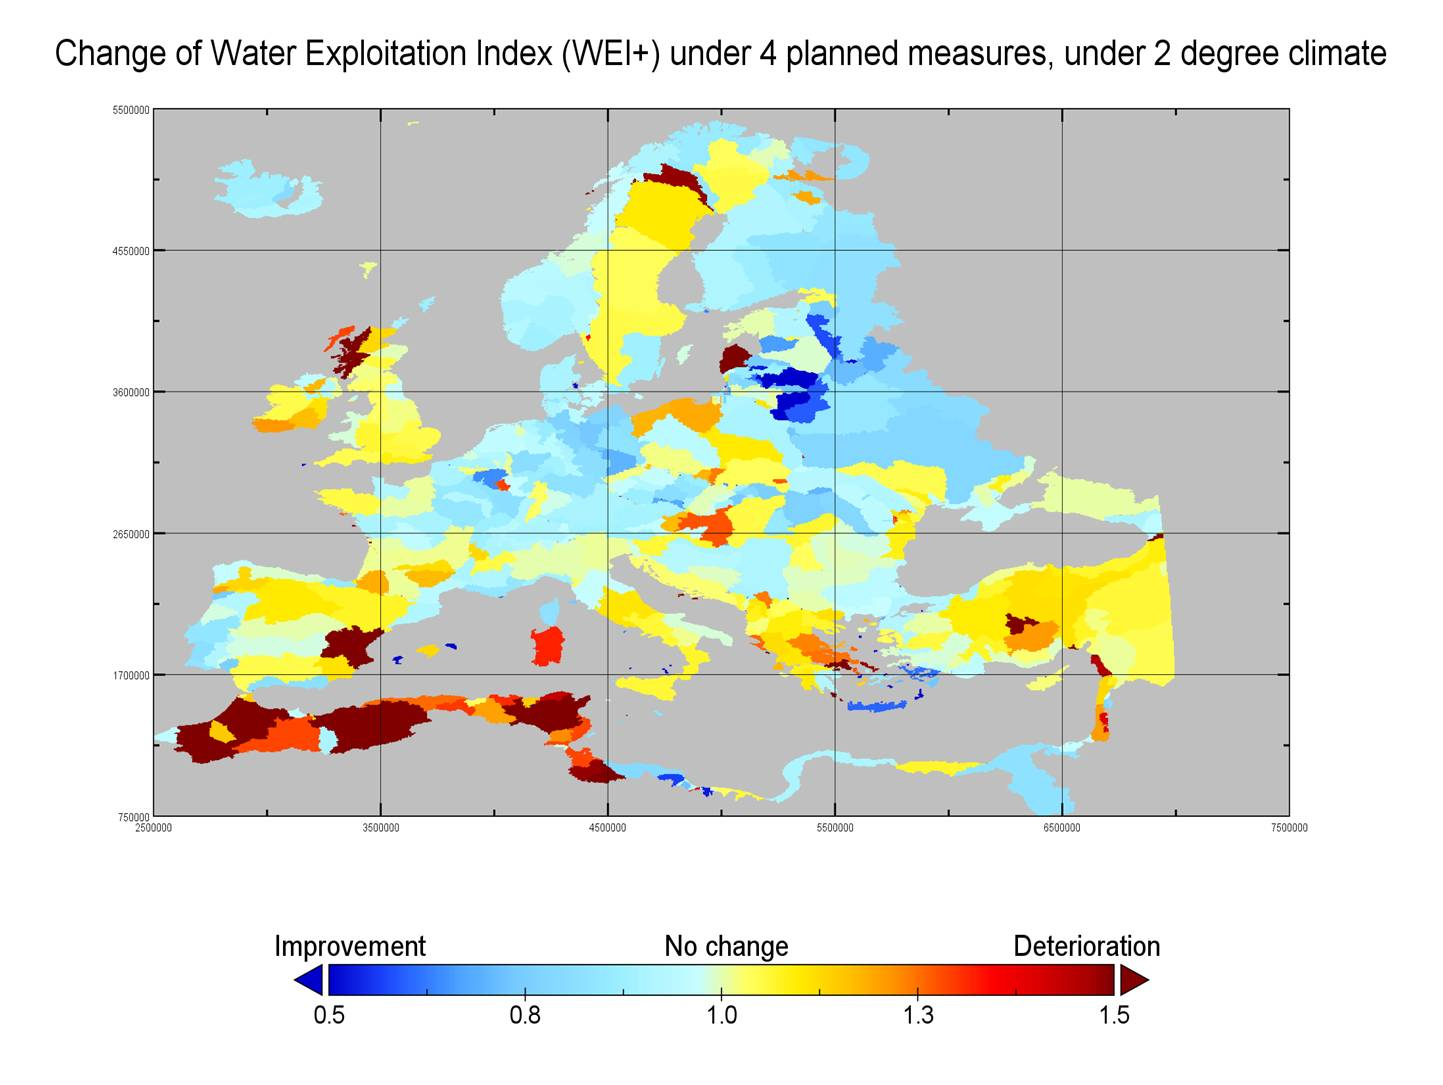 Change of Water Exploitation Index (WEI+) under 4 planned measures, under 2 degree climate
5500000
4550000
3600000
2650000
1700000
750000
2500000 3500000 4500000 5500000 6500000 7500000
Improvement No change Deterioration
0.5 0.8 1.0 1.3 1.5